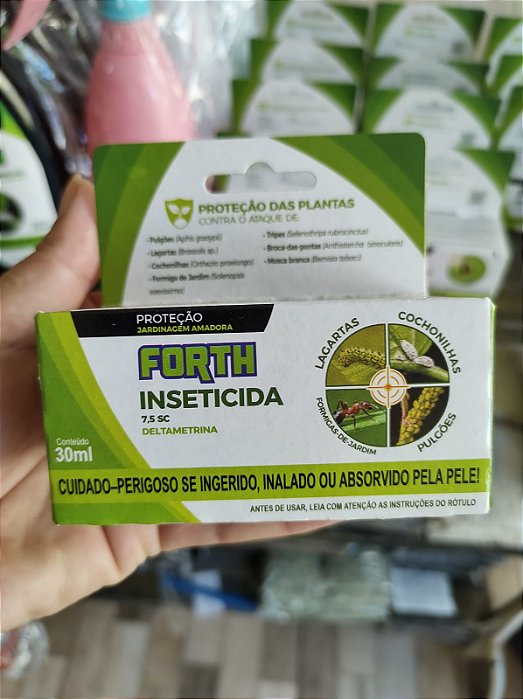 PROTEÇÃO DAS PLANTAS
CONTRA O ATAQUE DE:
• Pulgões (Aphis gossypii)
• Lagartas (Brassolis sp.)
• Cochonilhas (Orthezia praelonga)
• Formiga de Jardim (Solenopsis saevissima)
• Tripes (Selenothrips rubrocinctus)
• Broca-das-pontas
• Mosca branca (Bemisia tabaci)
PROTEÇÃO
JARDINAGEM AMADORA
FORTH
INSETICIDA
7,5 SC
DELTAMETRINA
Conteúdo
30ml
LAGARTAS
COCHONILHAS
FORMIGAS-DE-JARDIM
PULGÕES
CUIDADO–PERIGOSO SE INGERIDO, INALADO OU ABSORVIDO PELA PELE!
ANTES DE USAR, LEIA COM ATENÇÃO AS INSTRUÇÕES DO RÓTULO